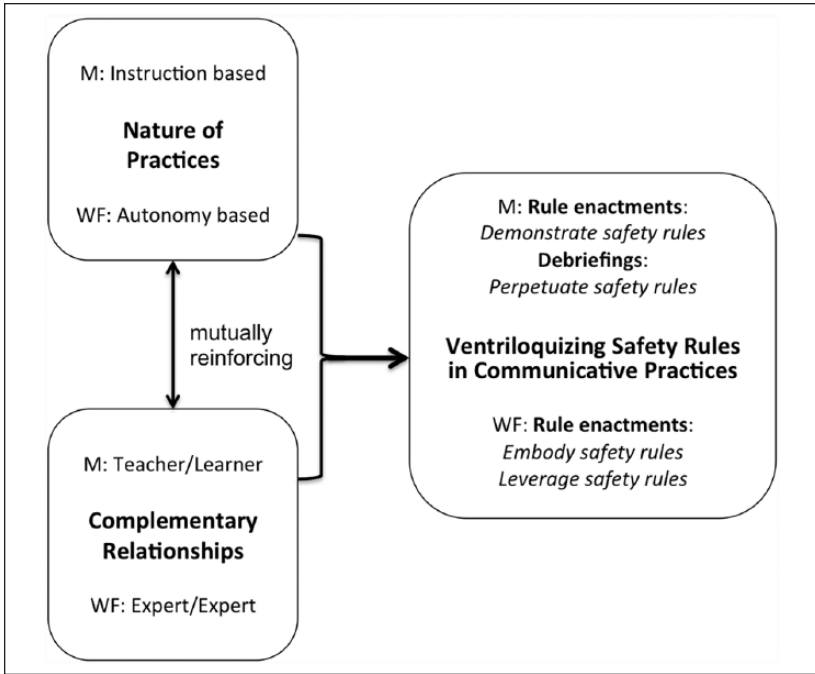 M: Instruction based
Nature of
Practices
WF: Autonomy based
mutually
reinforcing
M: Teacher/Learner
Complementary
Relationships
WF: Expert/Expert
M: Rule enactments:
Demonstrate safety rules
Debriefings:
Perpetuate safety rules
Ventriloquizing Safety Rules
in Communicative Practices
WF: Rule enactments:
Embody safety rules
Leverage safety rules